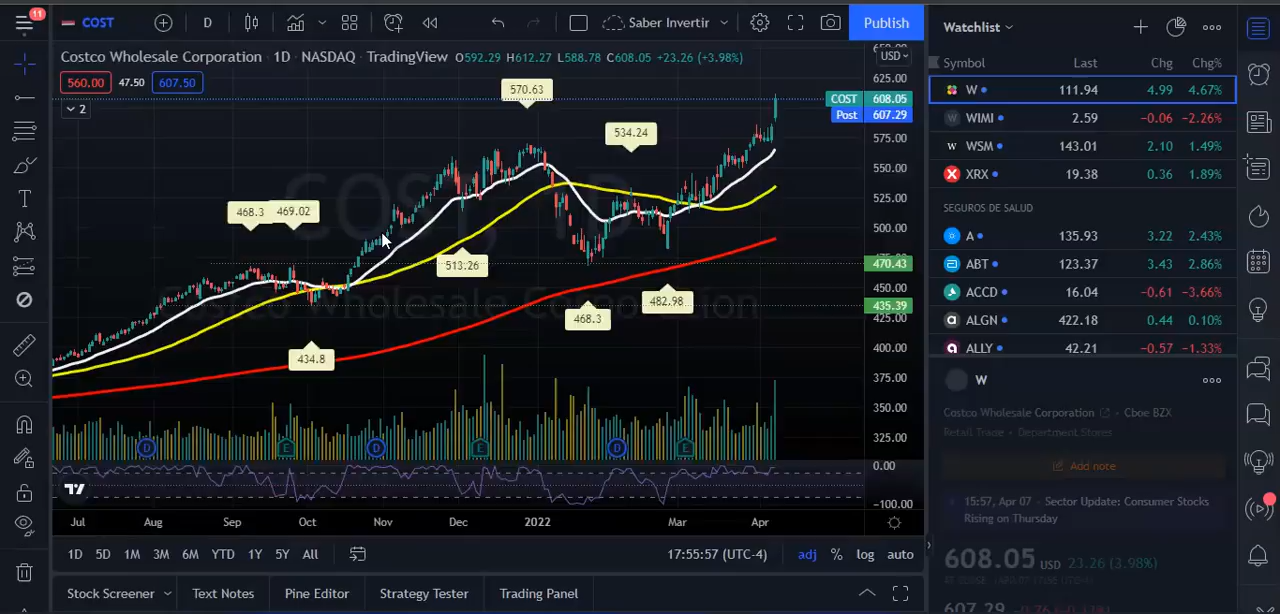 11
COST
D
Saber Invertir
Publish
Costco Wholesale Corporation · 1D · NASDAQ · TradingView O592.29 H612.27 L588.78 C608.05 +23.26 (+3.98%)
USD
560.00 47.50 607.50
2
COST, 1D
Costco Wholesale Corporation
570.63
534.24
468.3
469.02
513.26
434.8
468.3
482.98
650.00
625.00
COST 608.05
Post 607.29
575.00
550.00
525.00
500.00
470.43
450.00
435.39
425.00
400.00
375.00
350.00
325.00
0.00
−100.00
D E D E D E
Jul Aug Sep Oct Nov Dec 2022 Mar Apr
1D 5D 1M 3M 6M YTD 1Y 5Y All
17:55:57 (UTC-4) adj % log auto
Stock Screener Text Notes Pine Editor Strategy Tester Trading Panel
Watchlist
Symbol Last Chg Chg%
W 111.94 4.99 4.67%
WIMI 2.59 −0.06 −2.26%
WSM 143.01 2.10 1.49%
XRX 19.38 0.36 1.89%
SEGUROS DE SALUD
A 135.93 3.22 2.43%
ABT 123.37 3.43 2.86%
ACCD 16.04 −0.61 −3.66%
ALGN 422.18 0.44 0.10%
ALLY 42.21 −0.57 −1.33%
W
Costco Wholesale Corporation · Cboe BZX
Retail Trade · Department Stores
Add note
15:57, Apr 07 · Sector Update: Consumer Stocks
Rising on Thursday
608.05 USD 23.26 (3.98%)
607.29